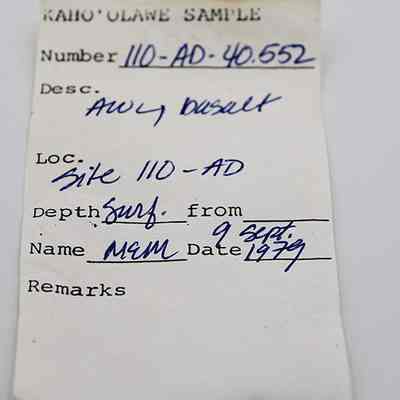 KAHO'OLAWE SAMPLE
Number 110-AD-40.552
Desc.
Awl, basalt
Loc.
Site 110-AD
Depth Surf. from
Name MEM Date 9 Sept. 1979
Remarks